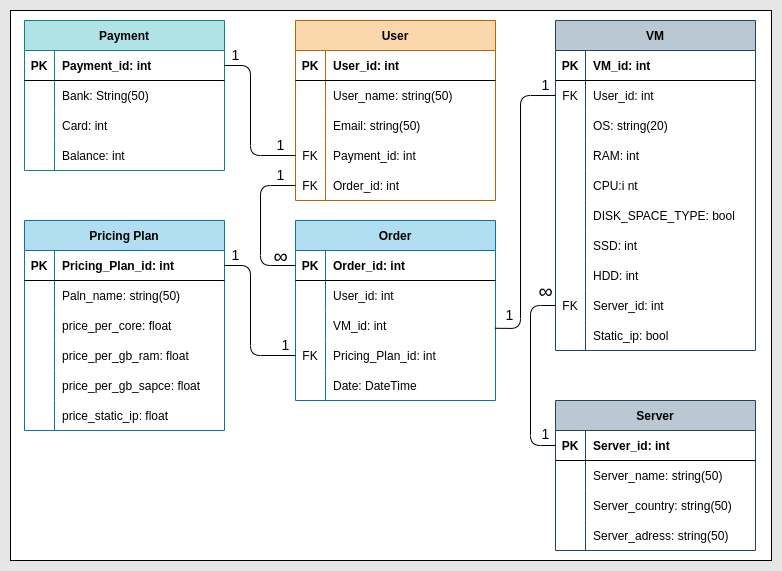 Payment
PK Payment_id: int
Bank: String(50)
Card: int
Balance: int
1
1
User
PK User_id: int
User_name: string(50)
Email: string(50)
FK Payment_id: int
FK Order_id: int
1
∞
VM
PK VM_id: int
FK User_id: int
OS: string(20)
RAM: int
CPU:i nt
DISK_SPACE_TYPE: bool
SSD: int
HDD: int
FK Server_id: int
Static_ip: bool
1
∞
Pricing Plan
PK Pricing_Plan_id: int
Paln_name: string(50)
price_per_core: float
price_per_gb_ram: float
price_per_gb_sapce: float
price_static_ip: float
1
1
Order
PK Order_id: int
User_id: int
VM_id: int
FK Pricing_Plan_id: int
Date: DateTime
1
1
Server
PK Server_id: int
Server_name: string(50)
Server_country: string(50)
Server_adress: string(50)